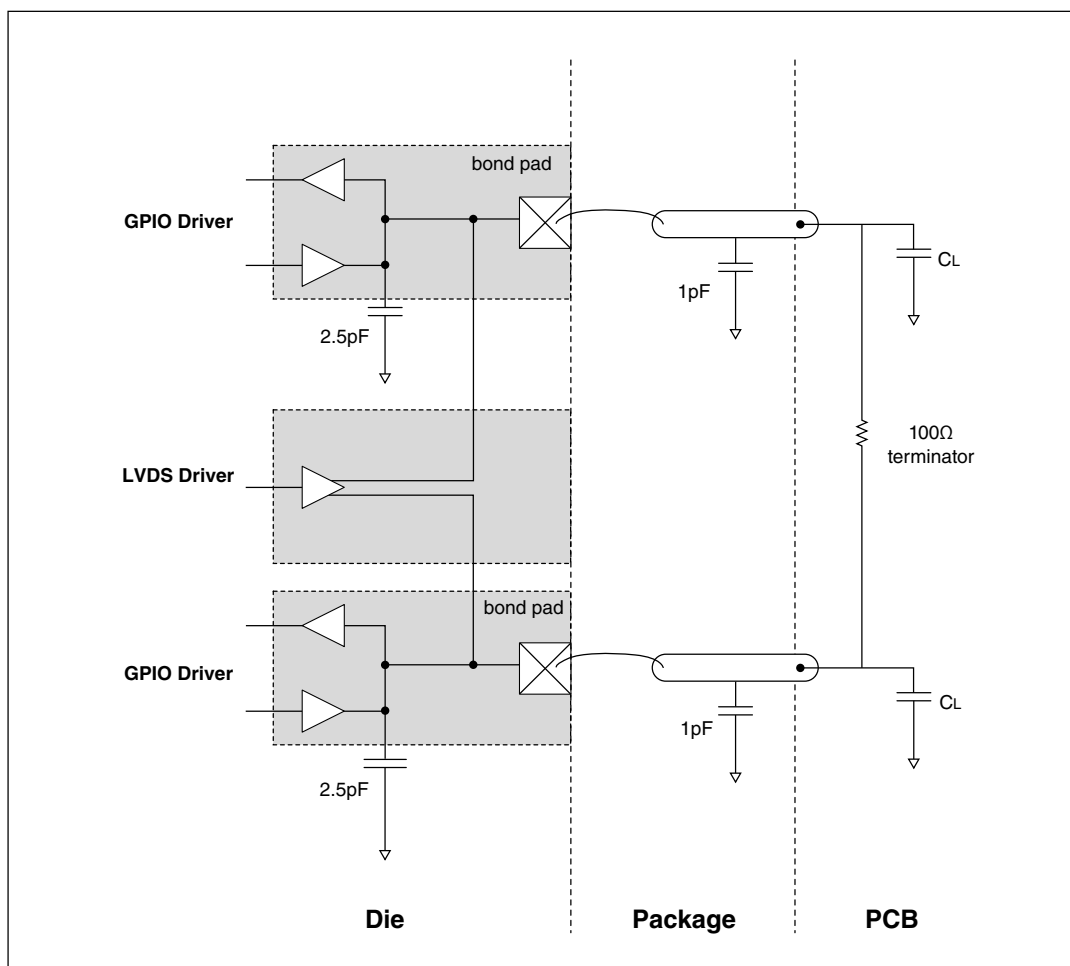 bond pad
GPIO Driver
2.5pF
1pF
CL
LVDS Driver
100Ω
terminator
bond pad
GPIO Driver
2.5pF
1pF
CL
Die
Package
PCB